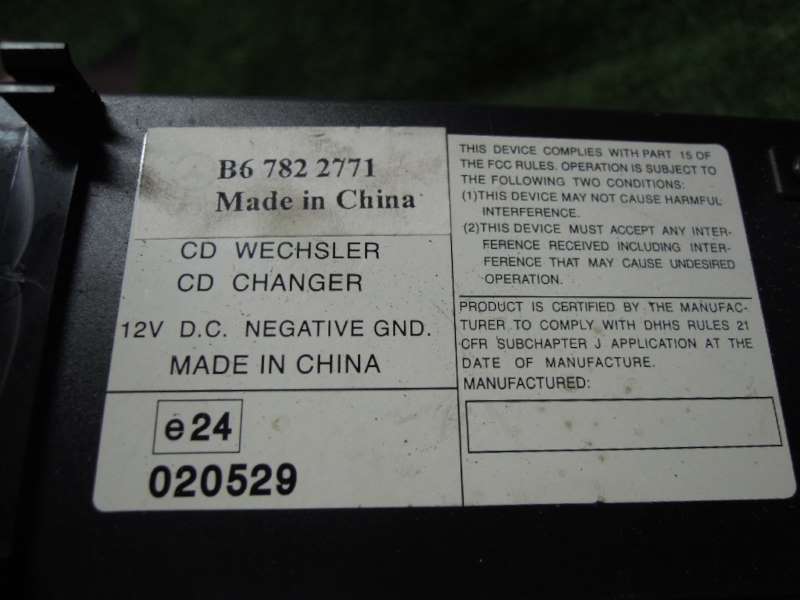 B6 782 2771
Made in China
CD WECHSLER
CD CHANGER
12V D.C. NEGATIVE GND.
MADE IN CHINA
e24
020529
THIS DEVICE COMPLIES WITH PART 15 OF
THE FCC RULES. OPERATION IS SUBJECT TO
THE FOLLOWING TWO CONDITIONS:
(1)THIS DEVICE MAY NOT CAUSE HARMFUL
INTERFERENCE.
(2)THIS DEVICE MUST ACCEPT ANY INTER-
FERENCE RECEIVED INCLUDING INTER-
FERENCE THAT MAY CAUSE UNDESIRED
OPERATION.
PRODUCT IS CERTIFIED BY THE MANUFAC-
TURER TO COMPLY WITH DHHS RULES 21
CFR SUBCHAPTER J APPLICATION AT THE
DATE OF MANUFACTURE.
MANUFACTURED: